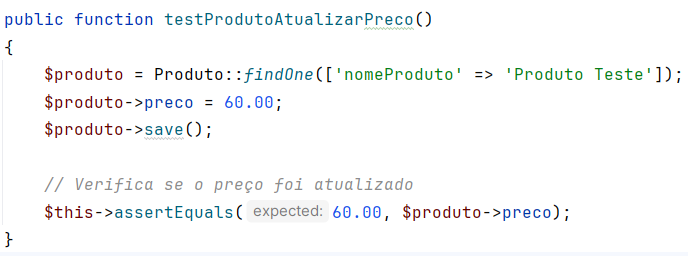 public function testProdutoAtualizarPreco()
{
    $produto = Produto::findOne(['nomeProduto' => 'Produto Teste']);
    $produto->preco = 60.00;
    $produto->save();

    // Verifica se o preço foi atualizado
    $this->assertEquals( expected: 60.00, $produto->preco);
}